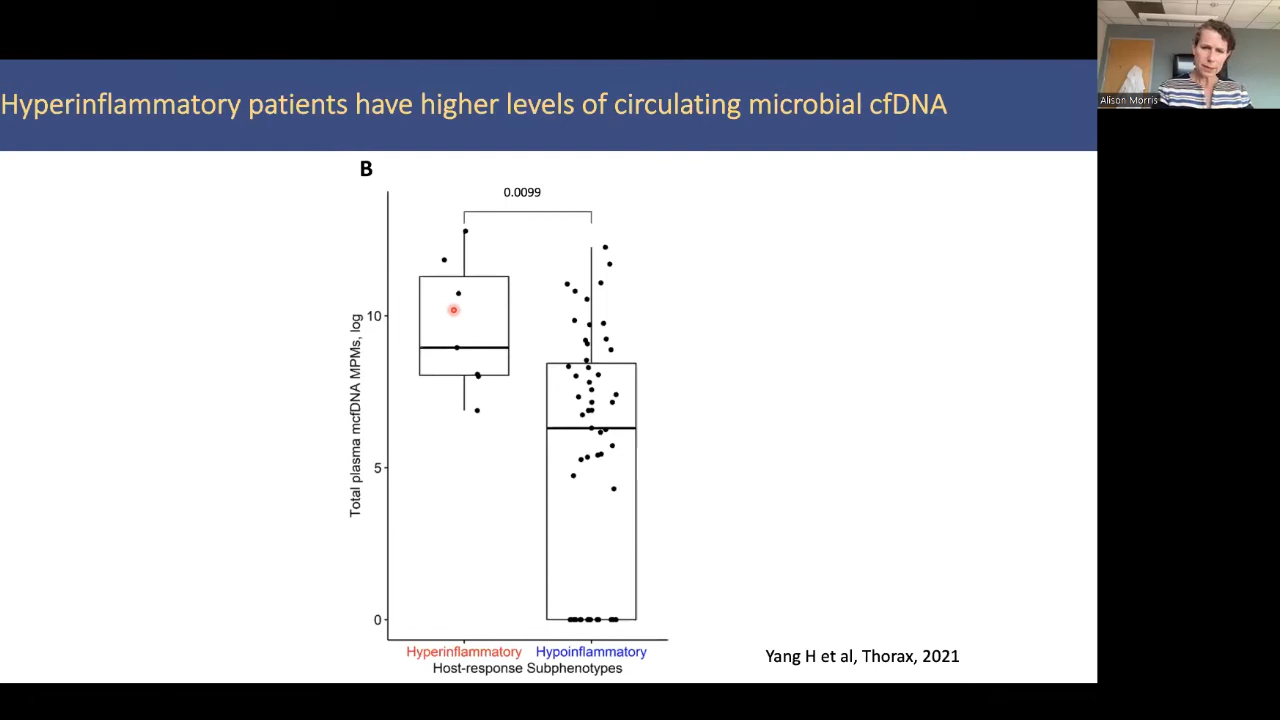 Hyperinflammatory patients have higher levels of circulating microbial cfDNA
Alison Morris
B
0.0099
Total plasma mcfDNA MPMs, log
10
5
0
Hyperinflammatory Hypoinflammatory
Host-response Subphenotypes
Yang H et al, Thorax, 2021